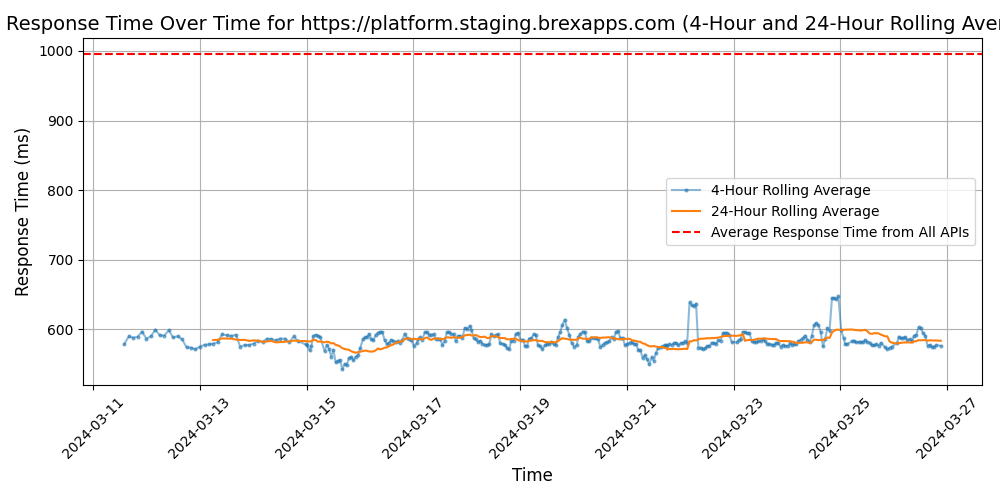 Response Time Over Time for https://platform.staging.brexapps.com (4-Hour and 24-Hour Rolling Aver
1000
900
800
700
600
Response Time (ms)
4-Hour Rolling Average
24-Hour Rolling Average
Average Response Time from All APIs
2024-03-11
2024-03-13
2024-03-15
2024-03-17
2024-03-19
2024-03-21
2024-03-23
2024-03-25
2024-03-27
Time